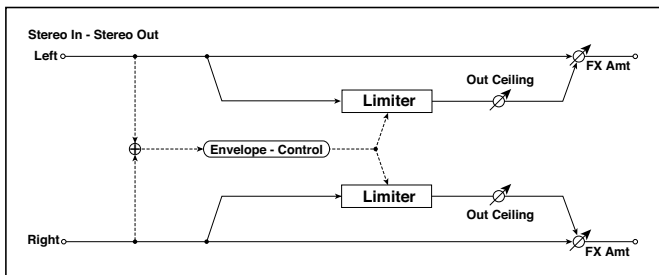 Stereo In - Stereo Out
Left
FX Amt
Out Ceiling
Limiter
Envelope - Control
Limiter
Out Ceiling
Right
FX Amt